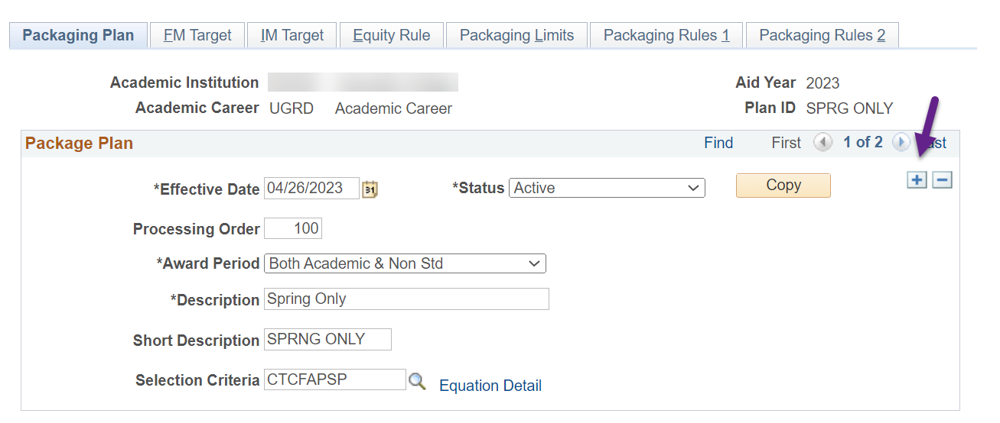 Packaging Plan FM Target IM Target Equity Rule Packaging Limits Packaging Rules 1 Packaging Rules 2
Academic Institution Aid Year 2023
Academic Career UGRD Academic Career Plan ID SPRG ONLY
Package Plan Find First 1 of 2
*Effective Date 04/26/2023 31 *Status Active Copy
Processing Order 100
*Award Period Both Academic & Non Std
*Description Spring Only
Short Description SPRNG ONLY
Selection Criteria CTCFAPSP Equation Detail